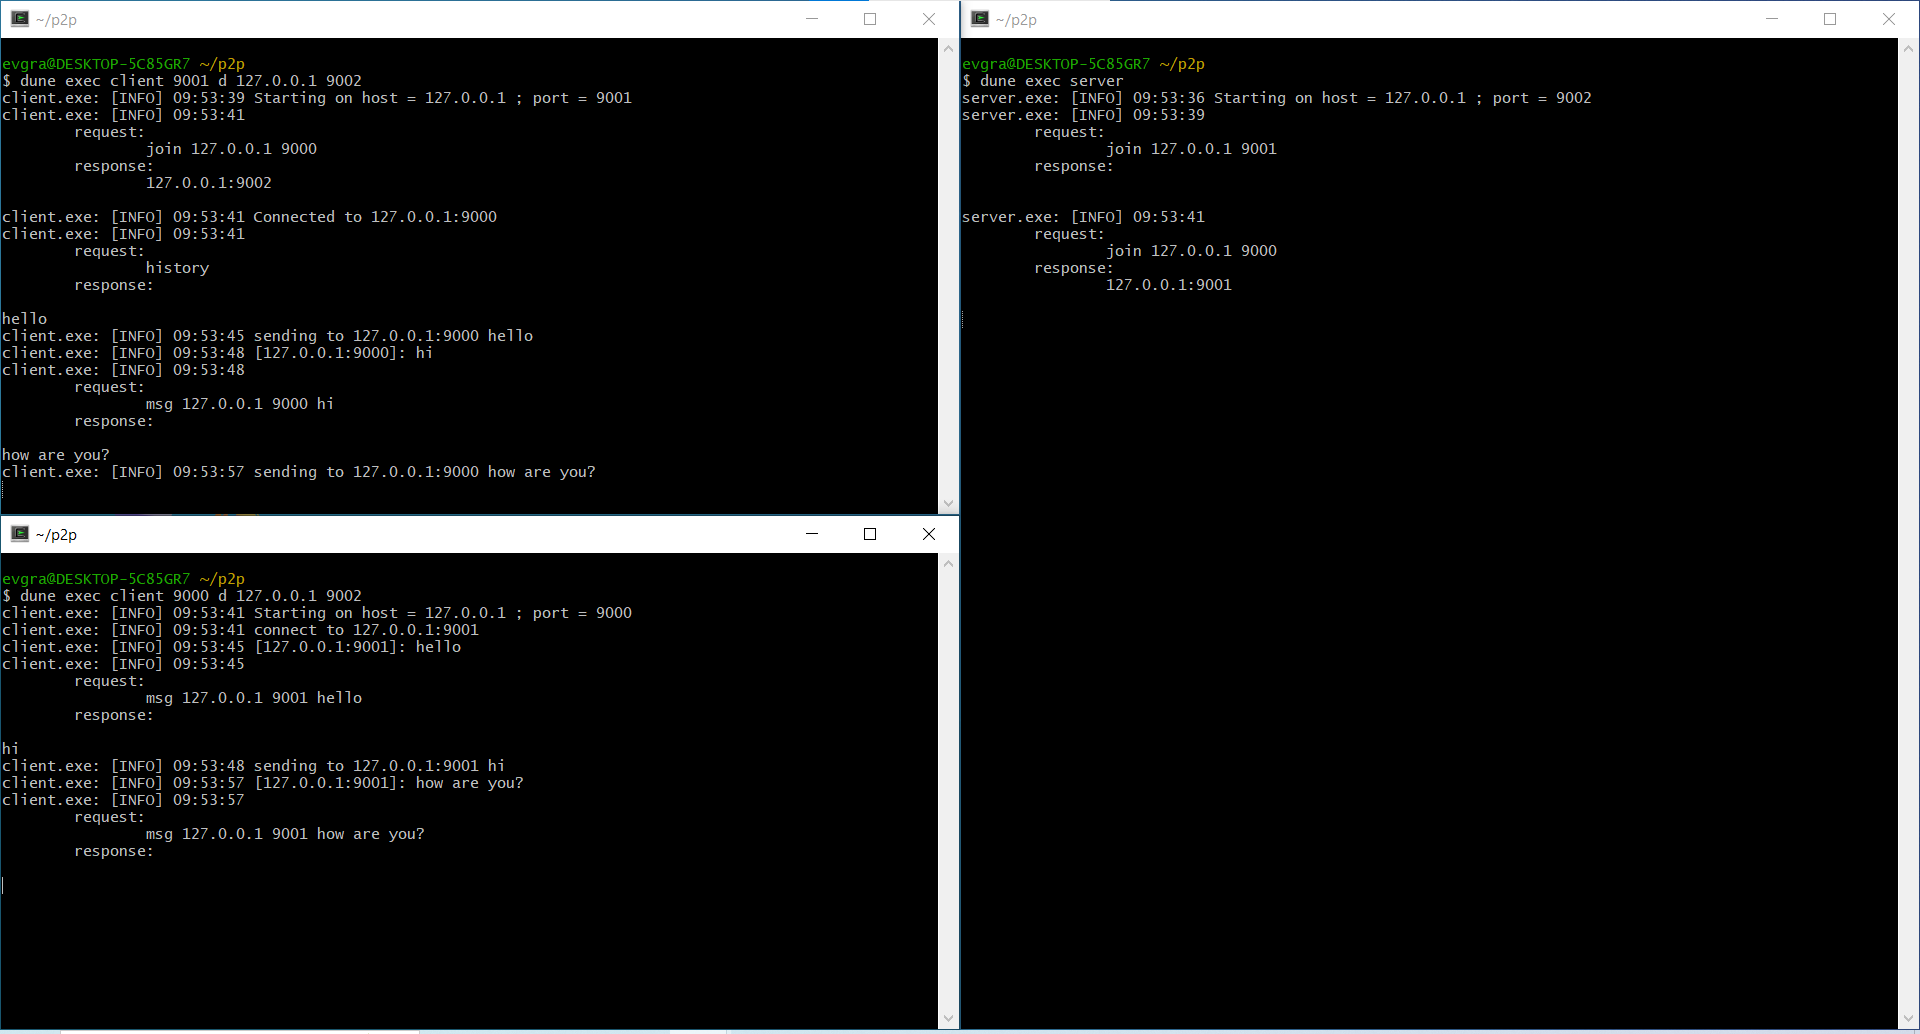 ~/p2p
evgra@DESKTOP-5C85GR7 ~/p2p
$ dune exec client 9001 d 127.0.0.1 9002
client.exe: [INFO] 09:53:39 Starting on host = 127.0.0.1 ; port = 9001
client.exe: [INFO] 09:53:41
request:
join 127.0.0.1 9000
response:
127.0.0.1:9002
client.exe: [INFO] 09:53:41 Connected to 127.0.0.1:9000
client.exe: [INFO] 09:53:41
request:
history
response:
hello
client.exe: [INFO] 09:53:45 sending to 127.0.0.1:9000 hello
client.exe: [INFO] 09:53:48 [127.0.0.1:9000]: hi
client.exe: [INFO] 09:53:48
request:
msg 127.0.0.1 9000 hi
response:
how are you?
client.exe: [INFO] 09:53:57 sending to 127.0.0.1:9000 how are you?
~/p2p
evgra@DESKTOP-5C85GR7 ~/p2p
$ dune exec client 9000 d 127.0.0.1 9002
client.exe: [INFO] 09:53:41 Starting on host = 127.0.0.1 ; port = 9000
client.exe: [INFO] 09:53:41 connect to 127.0.0.1:9001
client.exe: [INFO] 09:53:45 [127.0.0.1:9001]: hello
client.exe: [INFO] 09:53:45
request:
msg 127.0.0.1 9001 hello
response:
hi
client.exe: [INFO] 09:53:48 sending to 127.0.0.1:9001 hi
client.exe: [INFO] 09:53:57 [127.0.0.1:9001]: how are you?
client.exe: [INFO] 09:53:57
request:
msg 127.0.0.1 9001 how are you?
response:
~/p2p
evgra@DESKTOP-5C85GR7 ~/p2p
$ dune exec server
server.exe: [INFO] 09:53:36 Starting on host = 127.0.0.1 ; port = 9002
server.exe: [INFO] 09:53:39
request:
join 127.0.0.1 9001
response:
server.exe: [INFO] 09:53:41
request:
join 127.0.0.1 9000
response:
127.0.0.1:9001